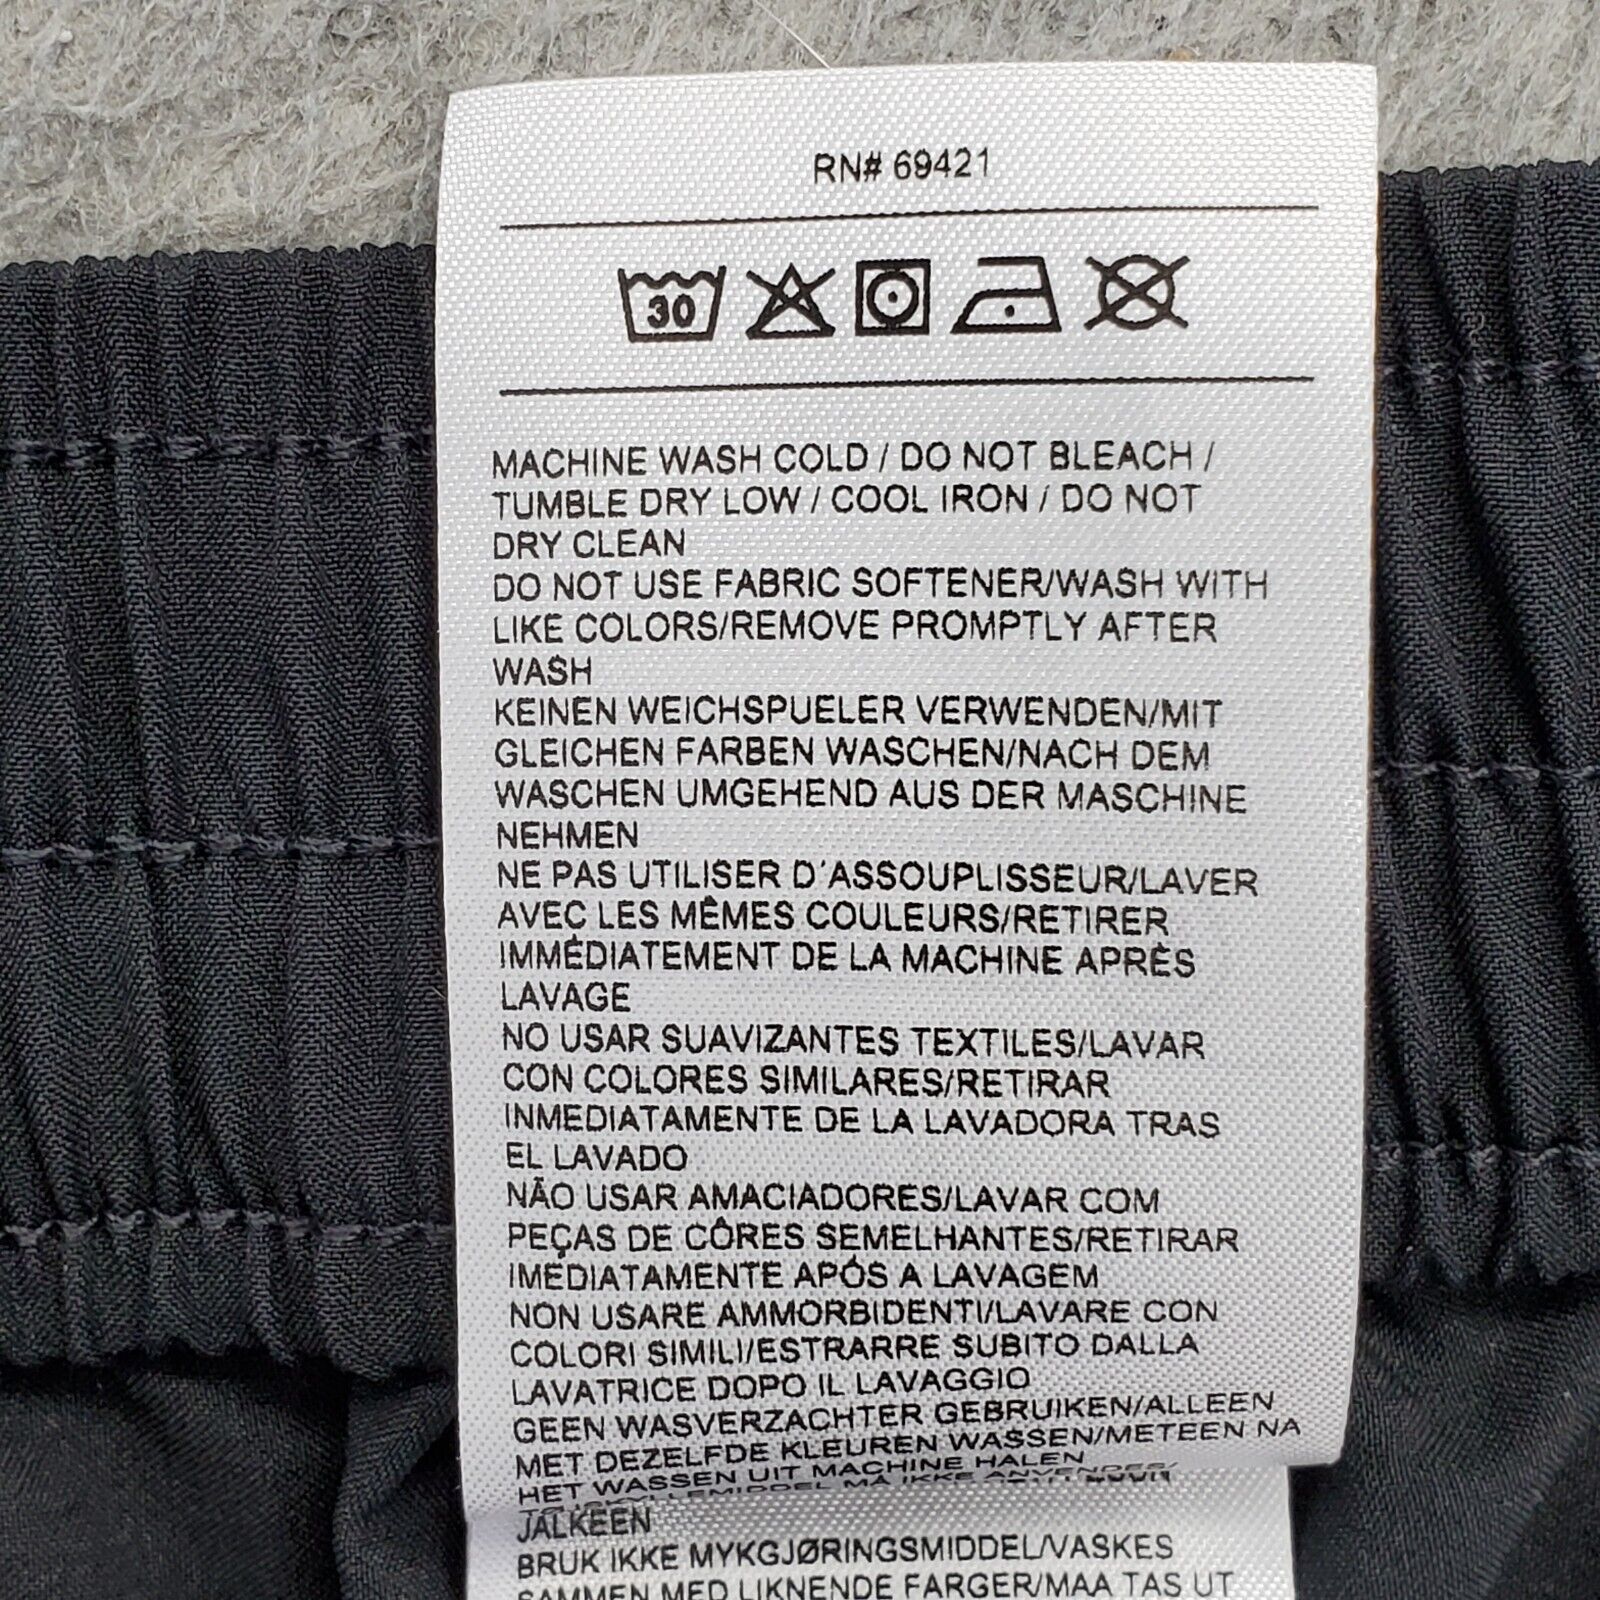 RN# 69421
30
MACHINE WASH COLD / DO NOT BLEACH /
TUMBLE DRY LOW / COOL IRON / DO NOT
DRY CLEAN
DO NOT USE FABRIC SOFTENER/WASH WITH
LIKE COLORS/REMOVE PROMPTLY AFTER
WASH
KEINEN WEICHSPUELER VERWENDEN/MIT
GLEICHEN FARBEN WASCHEN/NACH DEM
WASCHEN UMGEHEND AUS DER MASCHINE
NEHMEN
NE PAS UTILISER D'ASSOUPLISSEUR/LAVER
AVEC LES MÊMES COULEURS/RETIRER
IMMÉDIATEMENT DE LA MACHINE APRÈS
LAVAGE
NO USAR SUAVIZANTES TEXTILES/LAVAR
CON COLORES SIMILARES/RETIRAR
INMEDIATAMENTE DE LA LAVADORA TRAS
EL LAVADO
NÃO USAR AMACIADORES/LAVAR COM
PEÇAS DE CÔRES SEMELHANTES/RETIRAR
IMEDIATAMENTE APÓS A LAVAGEM
NON USARE AMMORBIDENTI/LAVARE CON
COLORI SIMILI/ESTRARRE SUBITO DALLA
LAVATRICE DOPO IL LAVAGGIO
GEEN WASVERZACHTER GEBRUIKEN/ALLEEN
MET DEZELFDE KLEUREN WASSEN/METEEN NA
HET WASSEN UIT MACHINE HALEN
MÅ IKKE ANVENDES/
JÄLKEEN
BRUK IKKE MYKGJØRINGSMIDDEL/VASKES
SAMMEN MED LIKNENDE FARGER/MAA TAS UT